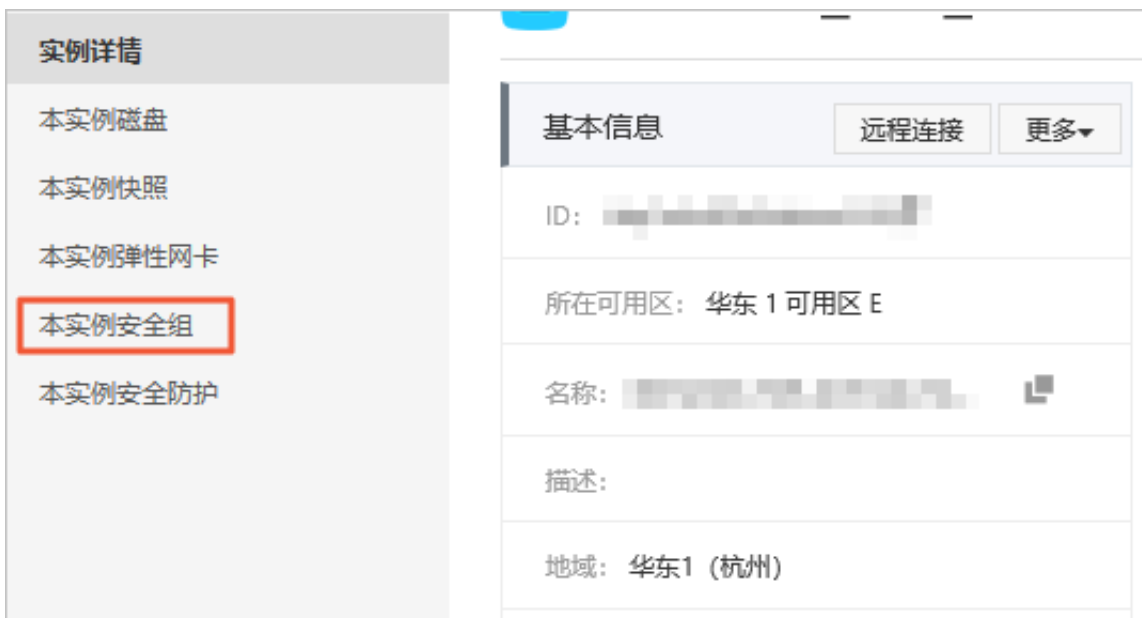 实例详情
本实例磁盘
本实例快照
本实例弹性网卡
本实例安全组
本实例安全防护
基本信息
远程连接
更多
ID:
所在可用区: 华东 1 可用区 E
名称:
描述:
地域: 华东1 (杭州)